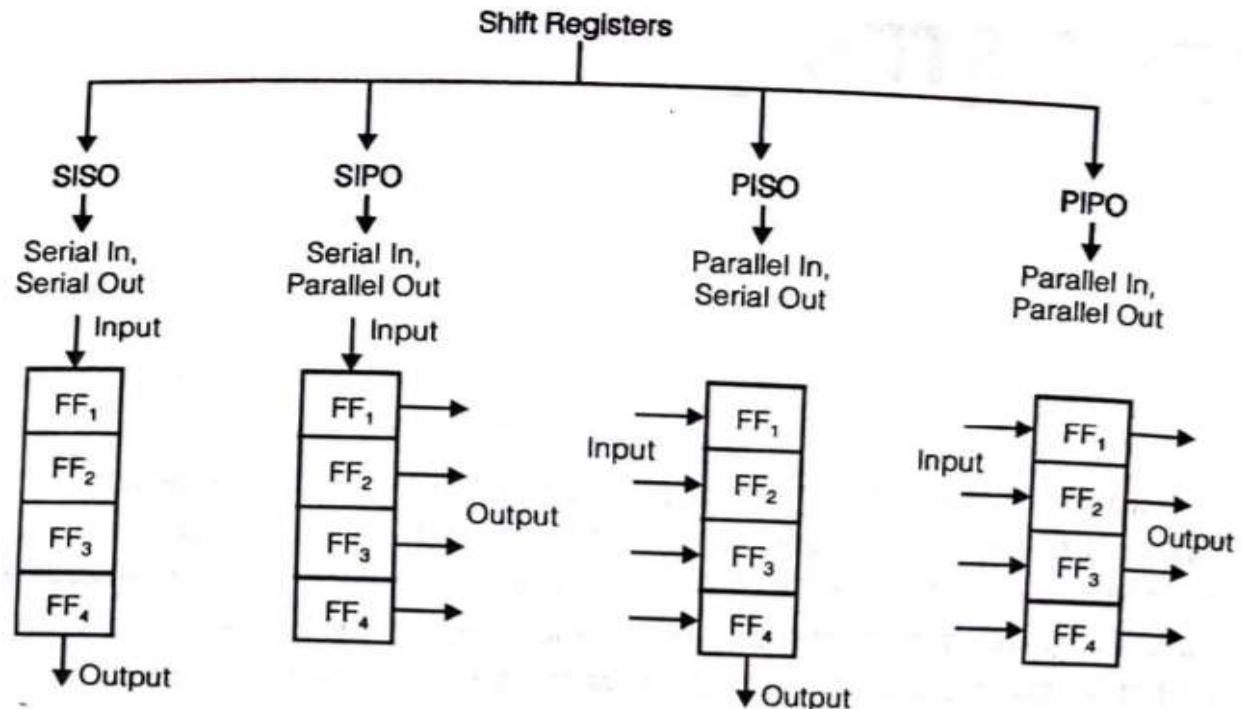 Shift Registers
SISO
Serial In,
Serial Out
Input
FF₁
FF₂
FF₃
FF₄
Output
SIPO
Serial In,
Parallel Out
Input
FF₁
FF₂
FF₃
FF₄
Output
PISO
Parallel In,
Serial Out
Input
FF₁
FF₂
FF₃
FF₄
Output
PIPO
Parallel In,
Parallel Out
Input
FF₁
FF₂
FF₃
FF₄
Output